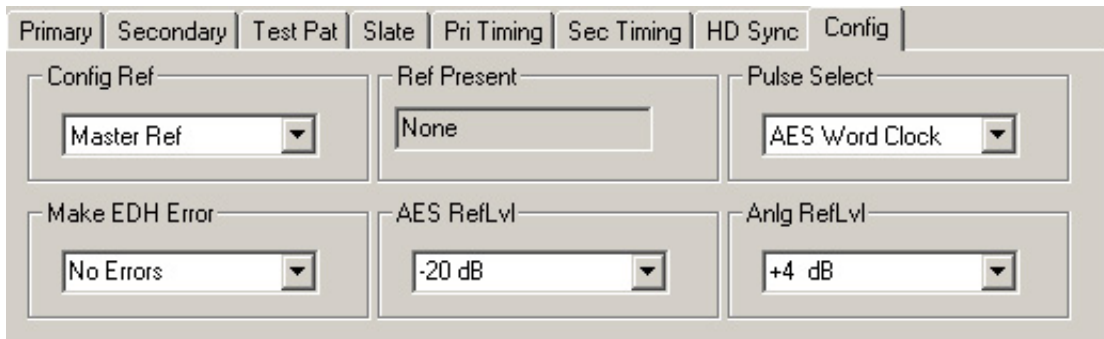 Primary Secondary Test Pat Slate Pri Timing Sec Timing HD Sync Config
Config Ref Ref Present Pulse Select
Master Ref None AES Word Clock
Make EDH Error AES RefLvl Anlg RefLvl
No Errors -20 dB +4 dB